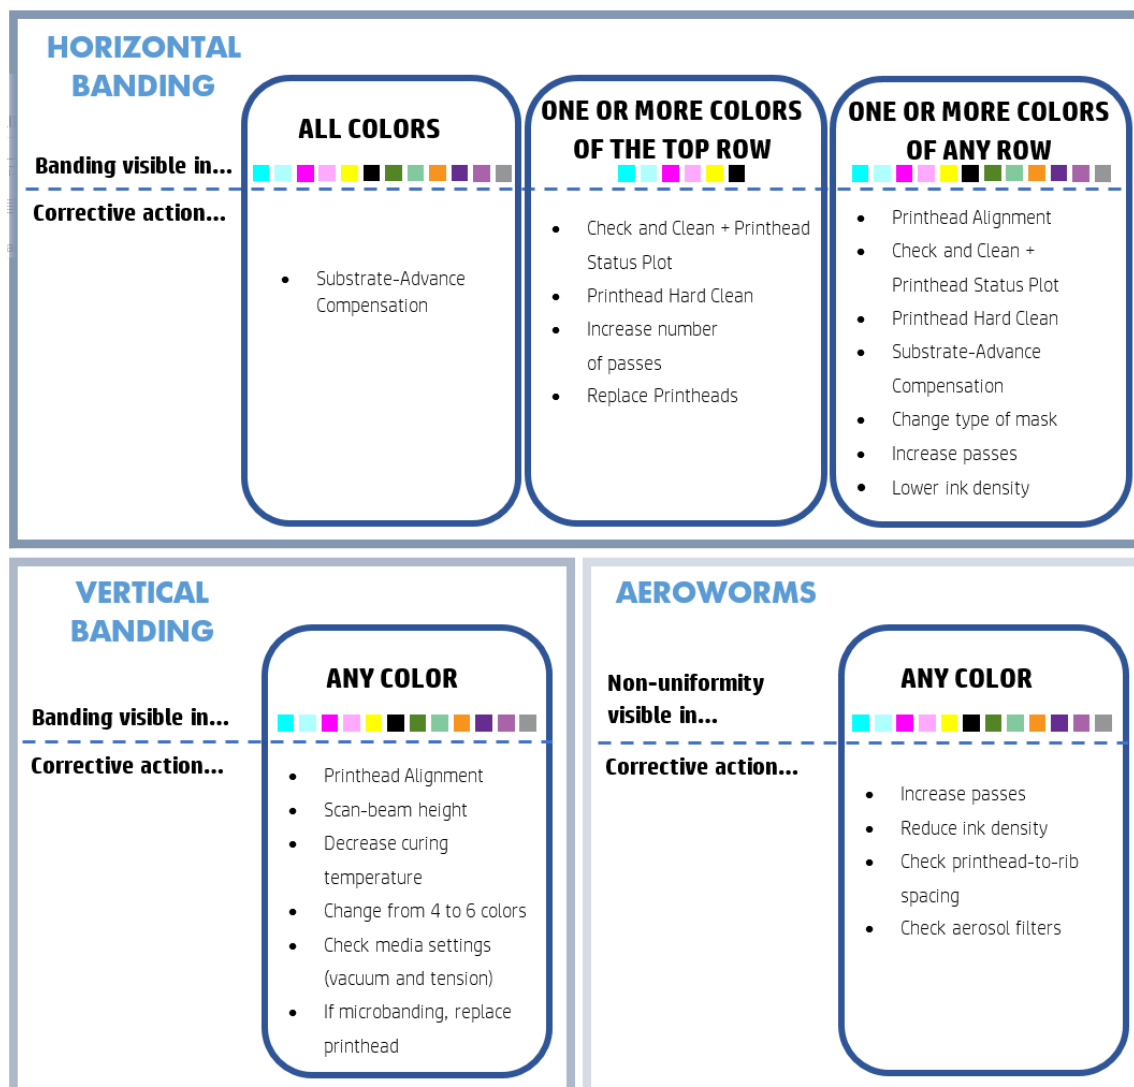 HORIZONTAL
BANDING
Banding visible in...
Corrective action...
ALL COLORS
• Substrate-Advance
Compensation
ONE OR MORE COLORS
OF THE TOP ROW
• Check and Clean + Printhead
Status Plot
• Printhead Hard Clean
• Increase number
of passes
• Replace Printheads
ONE OR MORE COLORS
OF ANY ROW
• Printhead Alignment
• Check and Clean +
Printhead Status Plot
• Printhead Hard Clean
• Substrate-Advance
Compensation
• Change type of mask
• Increase passes
• Lower ink density
VERTICAL
BANDING
Banding visible in...
Corrective action...
ANY COLOR
• Printhead Alignment
• Scan-beam height
• Decrease curing
temperature
• Change from 4 to 6 colors
• Check media settings
(vacuum and tension)
• If microbanding, replace
printhead
AEROWORMS
Non-uniformity
visible in...
Corrective action...
ANY COLOR
• Increase passes
• Reduce ink density
• Check printhead-to-rib
spacing
• Check aerosol filters